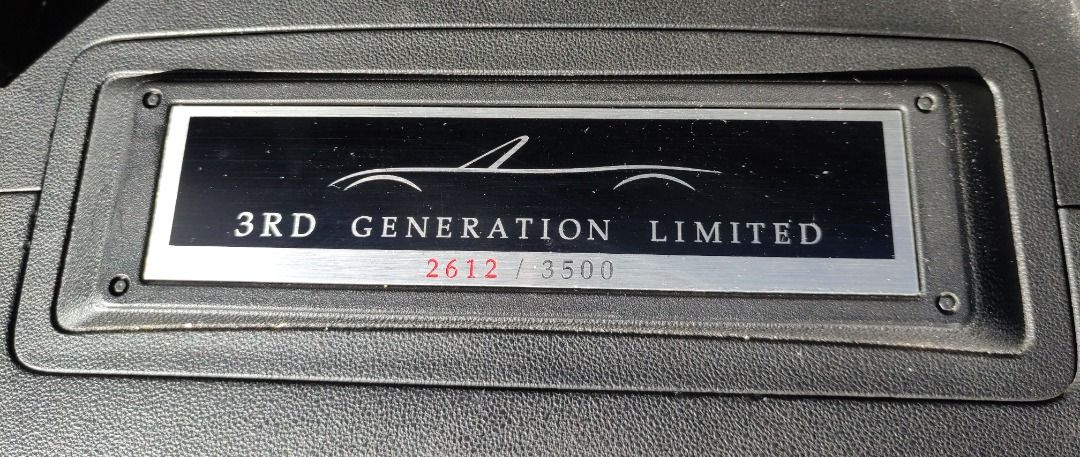 3RD GENERATION LIMITED
2612 / 3500